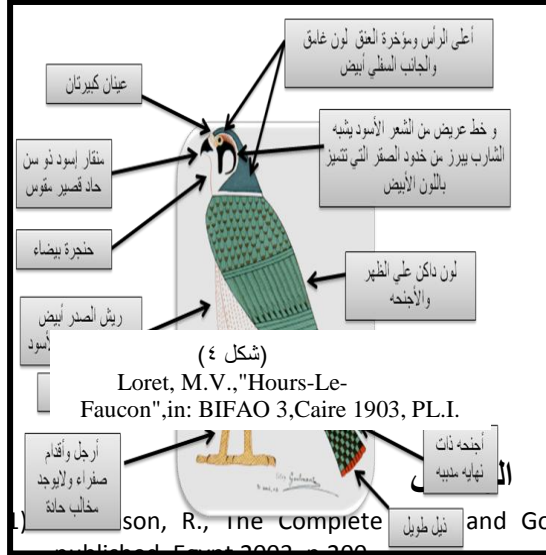 أعلى الرأس ومؤخرة العنق لون غامق
والجانب السفلي أبيض
عينان كبيرتان
و خط عريض من الشعر الأسود يشبه
الشارب يبرز من خدود الصقر التي تتميز
باللون الأبيض
منقار إسود ذو سن
حاد قصير مقوس
حنجرة بيضاء
لون داكن علي الظهر
والأجنحه
ريش الصدر أبيض
(شكل ٤)
Loret, M.V.,"Hours-Le-
Faucon",in: BIFAO 3,Caire 1903, PL.I.
أرجل وأقدام
صفراء ولايوجد
مخالب حادة
أجنحه ذات
نهايه مدببه
ذيل طويل
son, R., The Complete and